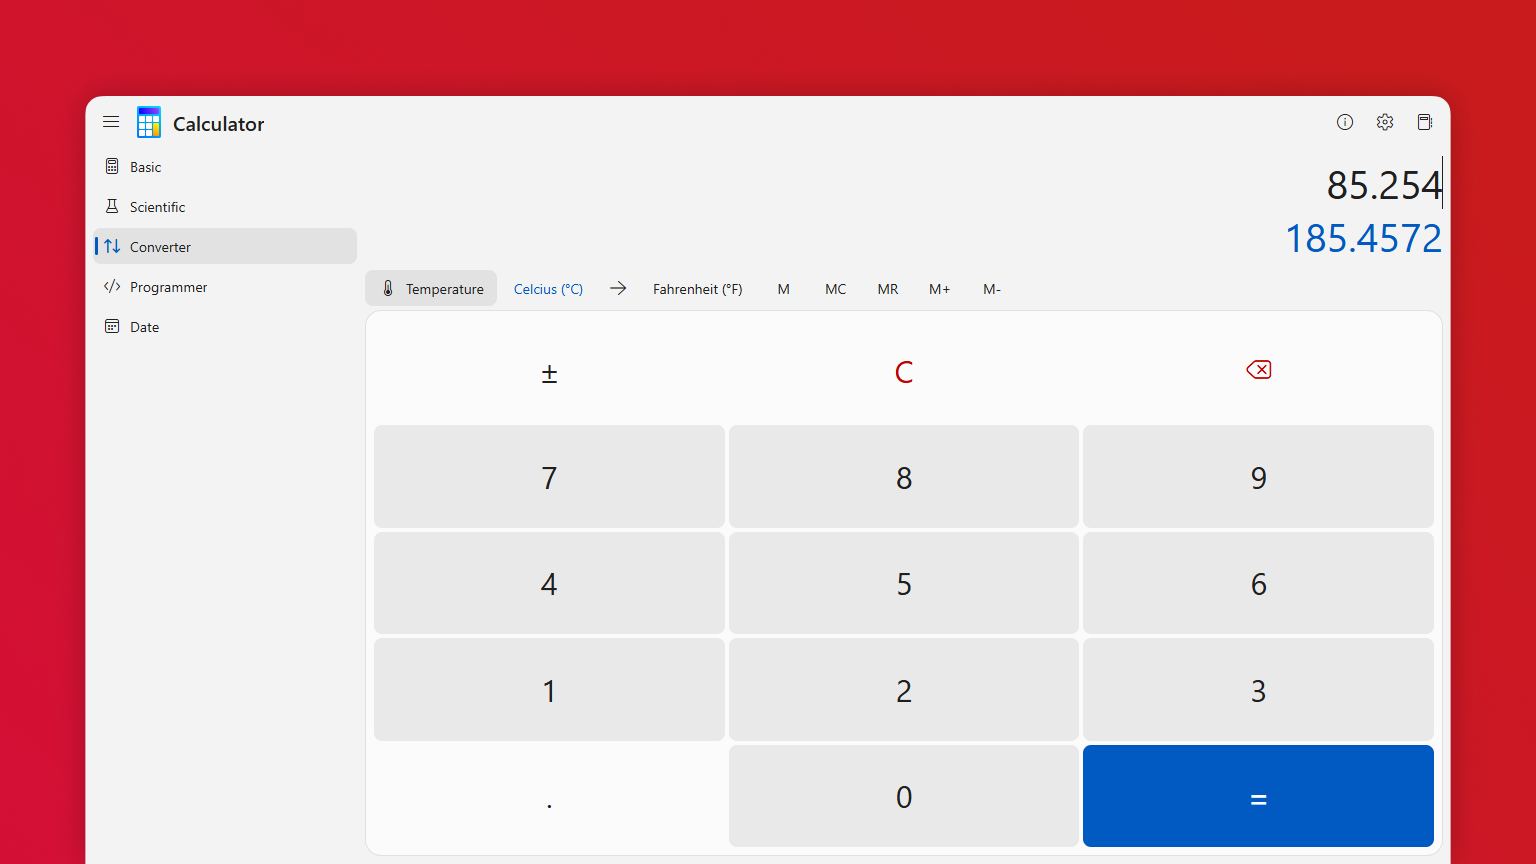 Calculator
Basic
Scientific
Converter
Programmer
Date
85.254
185.4572
Temperature Celcius (°C) → Fahrenheit (°F) M MC MR M+ M-
± C
7 8 9
4 5 6
1 2 3
. 0 =